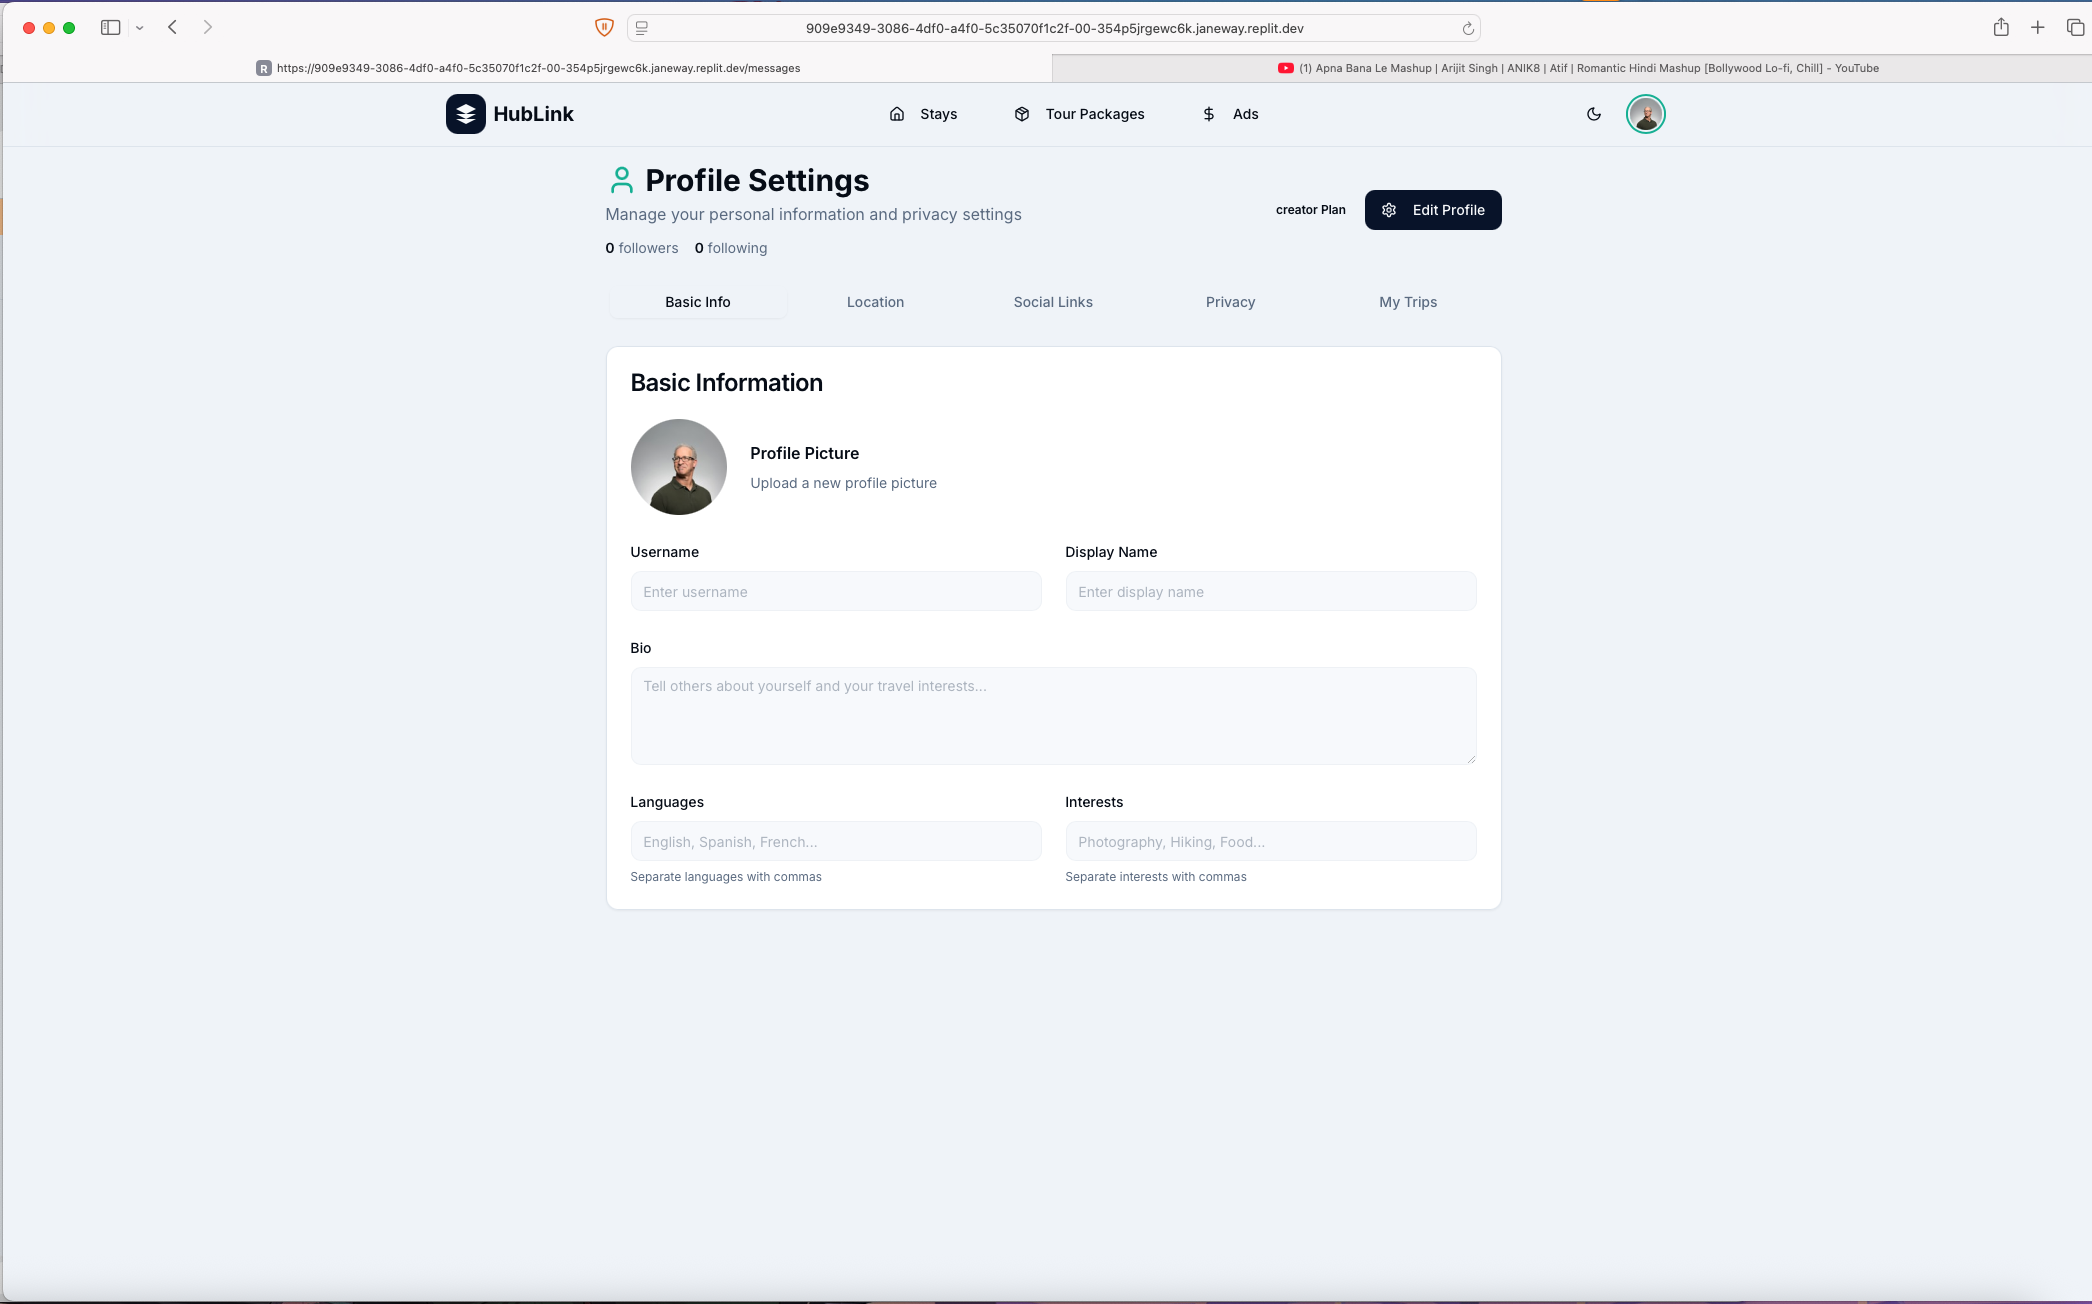 909e9349-3086-4df0-a4f0-5c35070f1c2f-00-354p5jrgewc6k.janeway.replit.dev
R https://909e9349-3086-4df0-a4f0-5c35070f1c2f-00-354p5jrgewc6k.janeway.replit.dev/messages
(1) Apna Bana Le Mashup | Arijit Singh | ANIK8 | Atif | Romantic Hindi Mashup [Bollywood Lo-fi, Chill] - YouTube
HubLink
Stays
Tour Packages
Ads
Profile Settings
Manage your personal information and privacy settings
0 followers 0 following
creator Plan
Edit Profile
Basic Info
Location
Social Links
Privacy
My Trips
Basic Information
Profile Picture
Upload a new profile picture
Username
Display Name
Enter username
Enter display name
Bio
Tell others about yourself and your travel interests...
Languages
Interests
English, Spanish, French...
Photography, Hiking, Food...
Separate languages with commas
Separate interests with commas